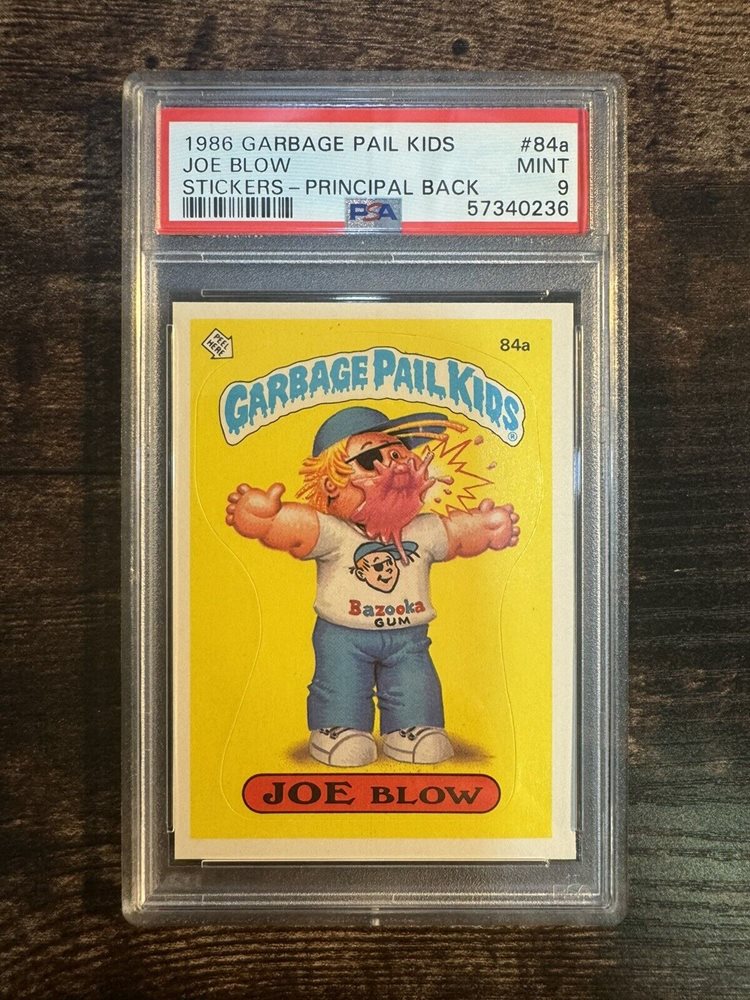 1986 GARBAGE PAIL KIDS #84a
JOE BLOW MINT
STICKERS – PRINCIPAL BACK 9
PSA 57340236
PEEL HERE
84a
GARBAGE PAIL KIDS®
Bazooka
GUM
JOE BLOW
PSA